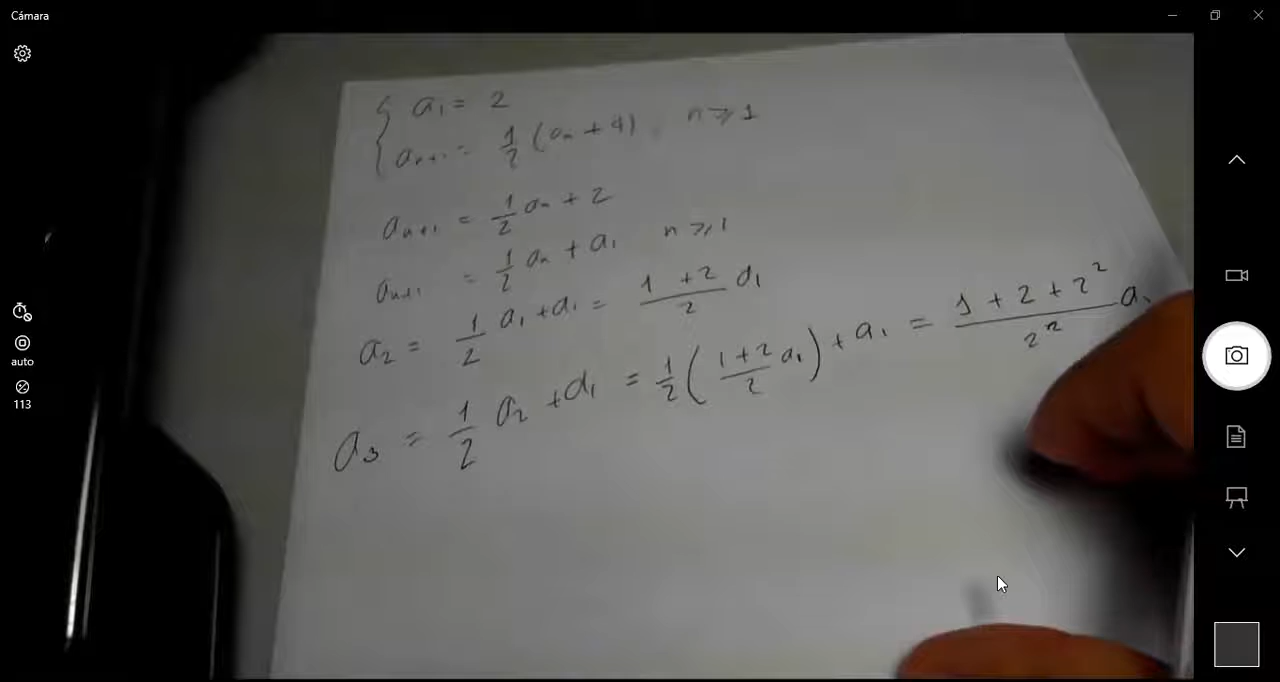 Cámara
a₁ = 2
aₙ₊₁ = 1/2 (aₙ + 4), n ⩾ 1
aₙ₊₁ = 1/2 aₙ + 2
aₙ₊₁ = 1/2 aₙ + a₁ n ⩾ 1
a₂ = 1/2 a₁ + a₁ = (1 + 2)/2 a₁
a₃ = 1/2 a₂ + a₁ = 1/2 ((1+2)/2 a₁) + a₁ = (1 + 2 + 2²)/2² a₁
auto
113